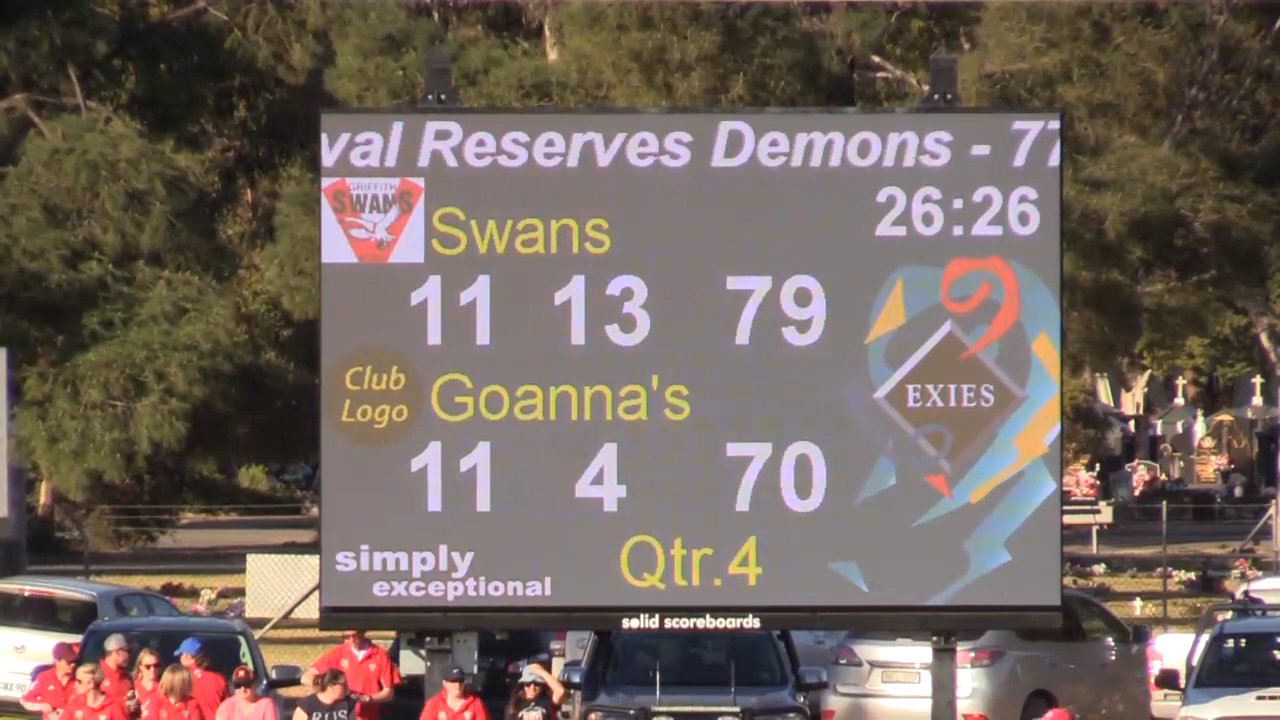 val Reserves Demons - 77
GRIFFITH
SWANS
Swans
26:26
11 13 79
Club
Logo
Goanna's
EXIES
11 4 70
simply
exceptional
Qtr.4
solid scoreboards